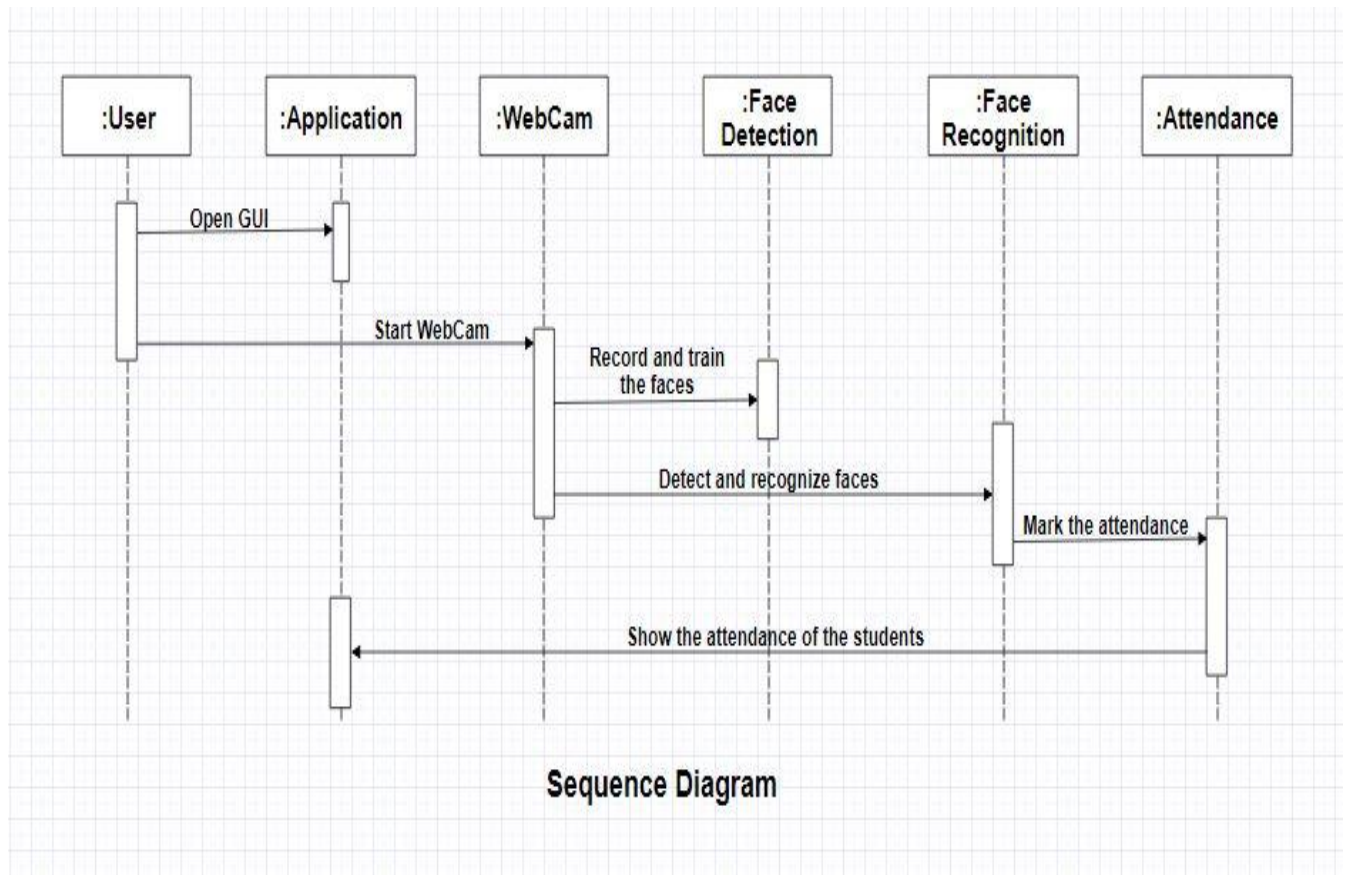 :User
:Application
:WebCam
:Face
Detection
:Face
Recognition
:Attendance
Open GUI
Start WebCam
Record and train
the faces
Detect and recognize faces
Mark the attendance
Show the attendance of the students
Sequence Diagram